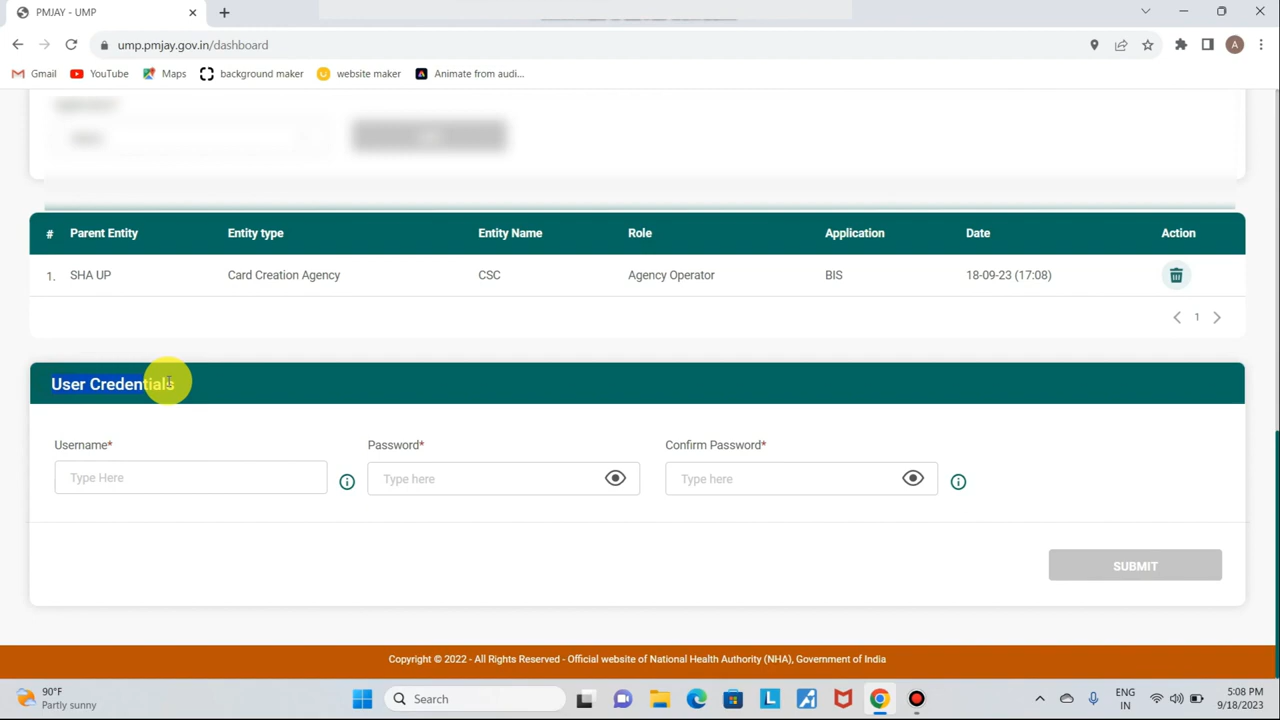 PMJAY - UMP
ump.pmjay.gov.in/dashboard
A
Gmail YouTube Maps background maker website maker Animate from audi...
# Parent Entity Entity type Entity Name Role Application Date Action
1. SHA UP Card Creation Agency CSC Agency Operator BIS 18-09-23 (17:08)
1
User Credentials
Username* Password* Confirm Password*
Type Here Type here Type here
SUBMIT
Copyright © 2022 - All Rights Reserved - Official website of National Health Authority (NHA), Government of India
90°F
Partly sunny
Search
L
ENG
IN
5:08 PM
9/18/2023